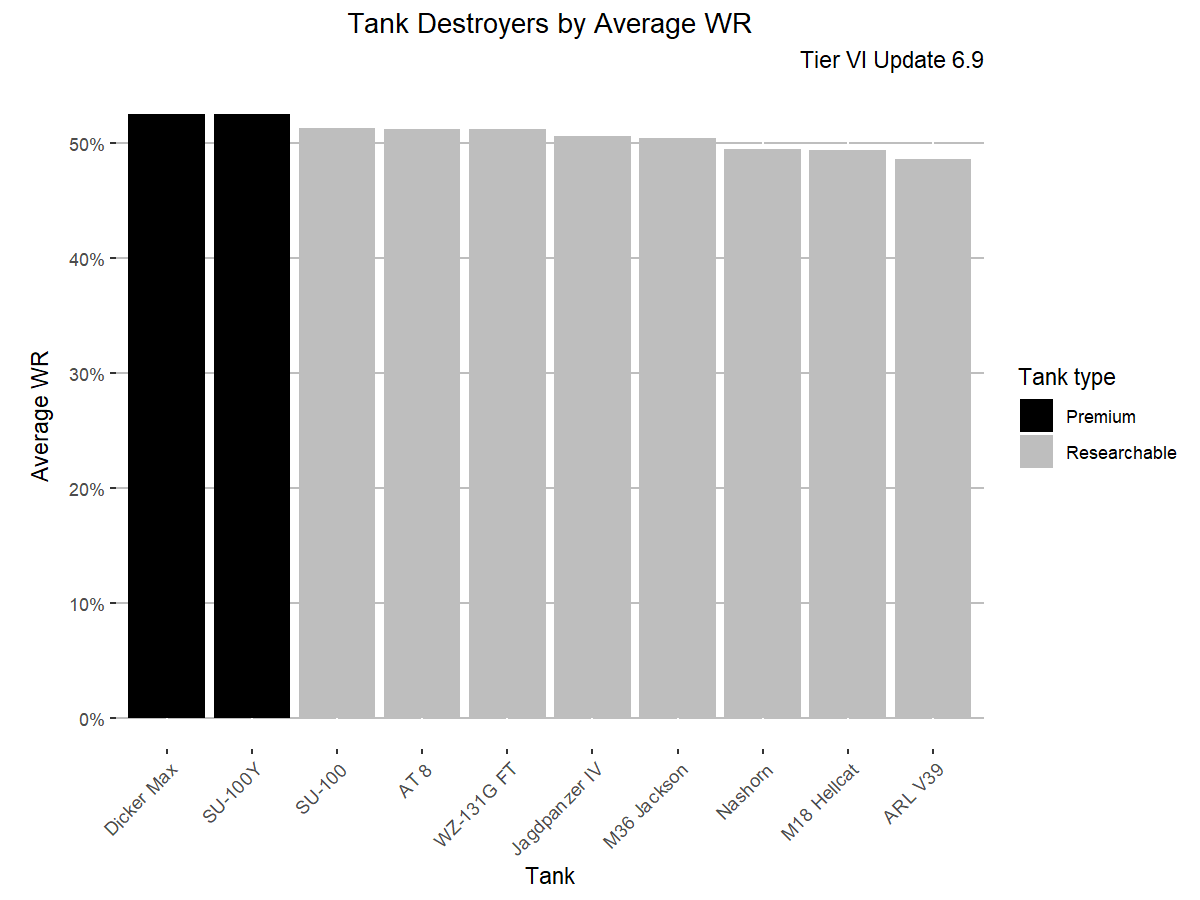 Tank Destroyers by Average WR
Tier VI Update 6.9
Average WR
50%
40%
30%
20%
10%
0%
Dicker Max
SU-100Y
SU-100
AT 8
WZ-131G FT
Jagdpanzer IV
M36 Jackson
Nashorn
M18 Hellcat
ARL V39
Tank
Tank type
Premium
Researchable